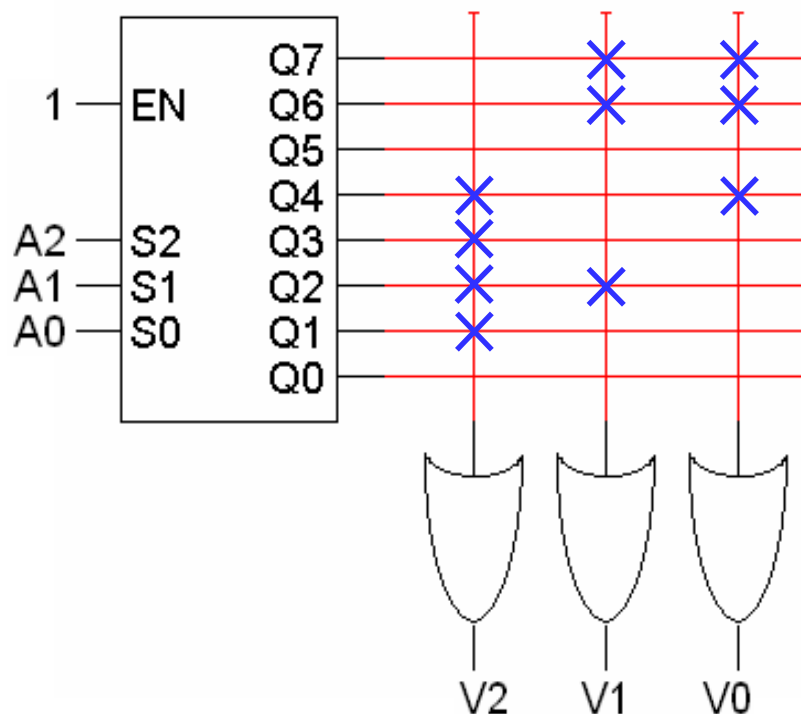 Q7
1 EN Q6
Q5
Q4
A2 S2 Q3
A1 S1 Q2
A0 S0 Q1
Q0
V2 V1 V0